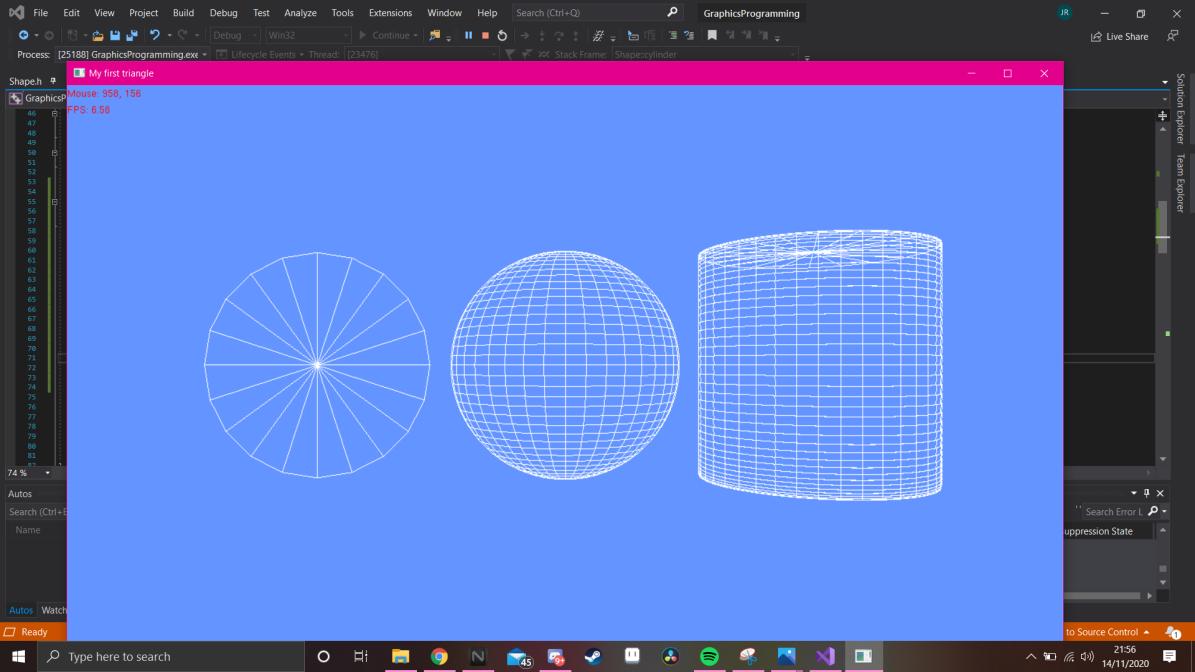 File Edit View Project Build Debug Test Analyze Tools Extensions Window Help Search (Ctrl+Q) GraphicsProgramming JR
Debug Win32 Continue Live Share
Process: [25188] GraphicsProgramming.exe Lifecycle Events Thread: [23476] Stack Frame: Shape:cylinder
My first triangle
Shape.h
Mouse: 958, 156
GraphicsP
FPS: 6.58
46
47
48
49
50
51
52
53
54
55
56
57
58
59
60
61
62
63
64
65
66
67
68
69
70
71
72
73
74
75
76
77
78
79
80
81
82
Solution Explorer
Team Explorer
74 %
Autos
Search (Ctrl+E
Search Error L
Name
uppression State
Autos Watch
Ready
to Source Control
1
Type here to search
45
9+
21:56
14/11/2020